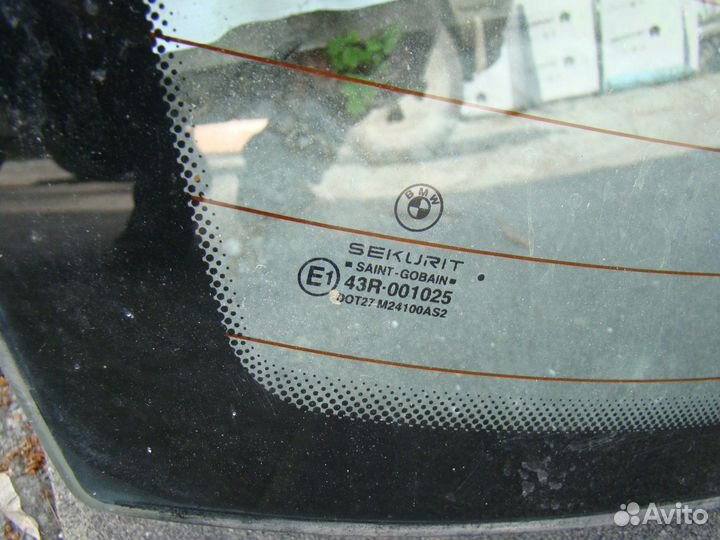 BMW
SEKURIT
SAINT-GOBAIN
E1 43R-001025
DOT27 M24100AS2
Avito